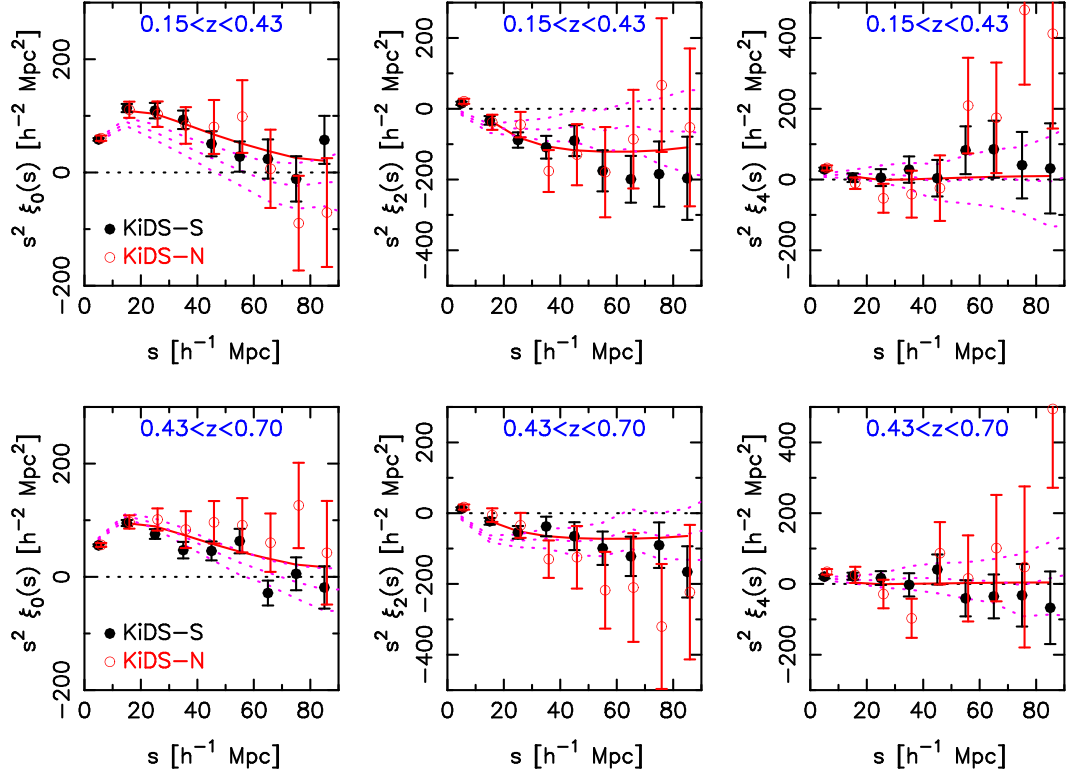 0.15<z<0.43
s² ξ₀(s) [h⁻² Mpc²]
200
0
−200
KiDS−S
KiDS−N
0 20 40 60 80
s [h⁻¹ Mpc]
0.15<z<0.43
s² ξ₂(s) [h⁻² Mpc²]
200
0
−200
−400
0 20 40 60 80
s [h⁻¹ Mpc]
0.15<z<0.43
s² ξ₄(s) [h⁻² Mpc²]
400
200
0
−200
0 20 40 60 80
s [h⁻¹ Mpc]
0.43<z<0.70
s² ξ₀(s) [h⁻² Mpc²]
200
0
−200
KiDS−S
KiDS−N
0 20 40 60 80
s [h⁻¹ Mpc]
0.43<z<0.70
s² ξ₂(s) [h⁻² Mpc²]
200
0
−200
−400
0 20 40 60 80
s [h⁻¹ Mpc]
0.43<z<0.70
s² ξ₄(s) [h⁻² Mpc²]
400
200
0
−200
0 20 40 60 80
s [h⁻¹ Mpc]